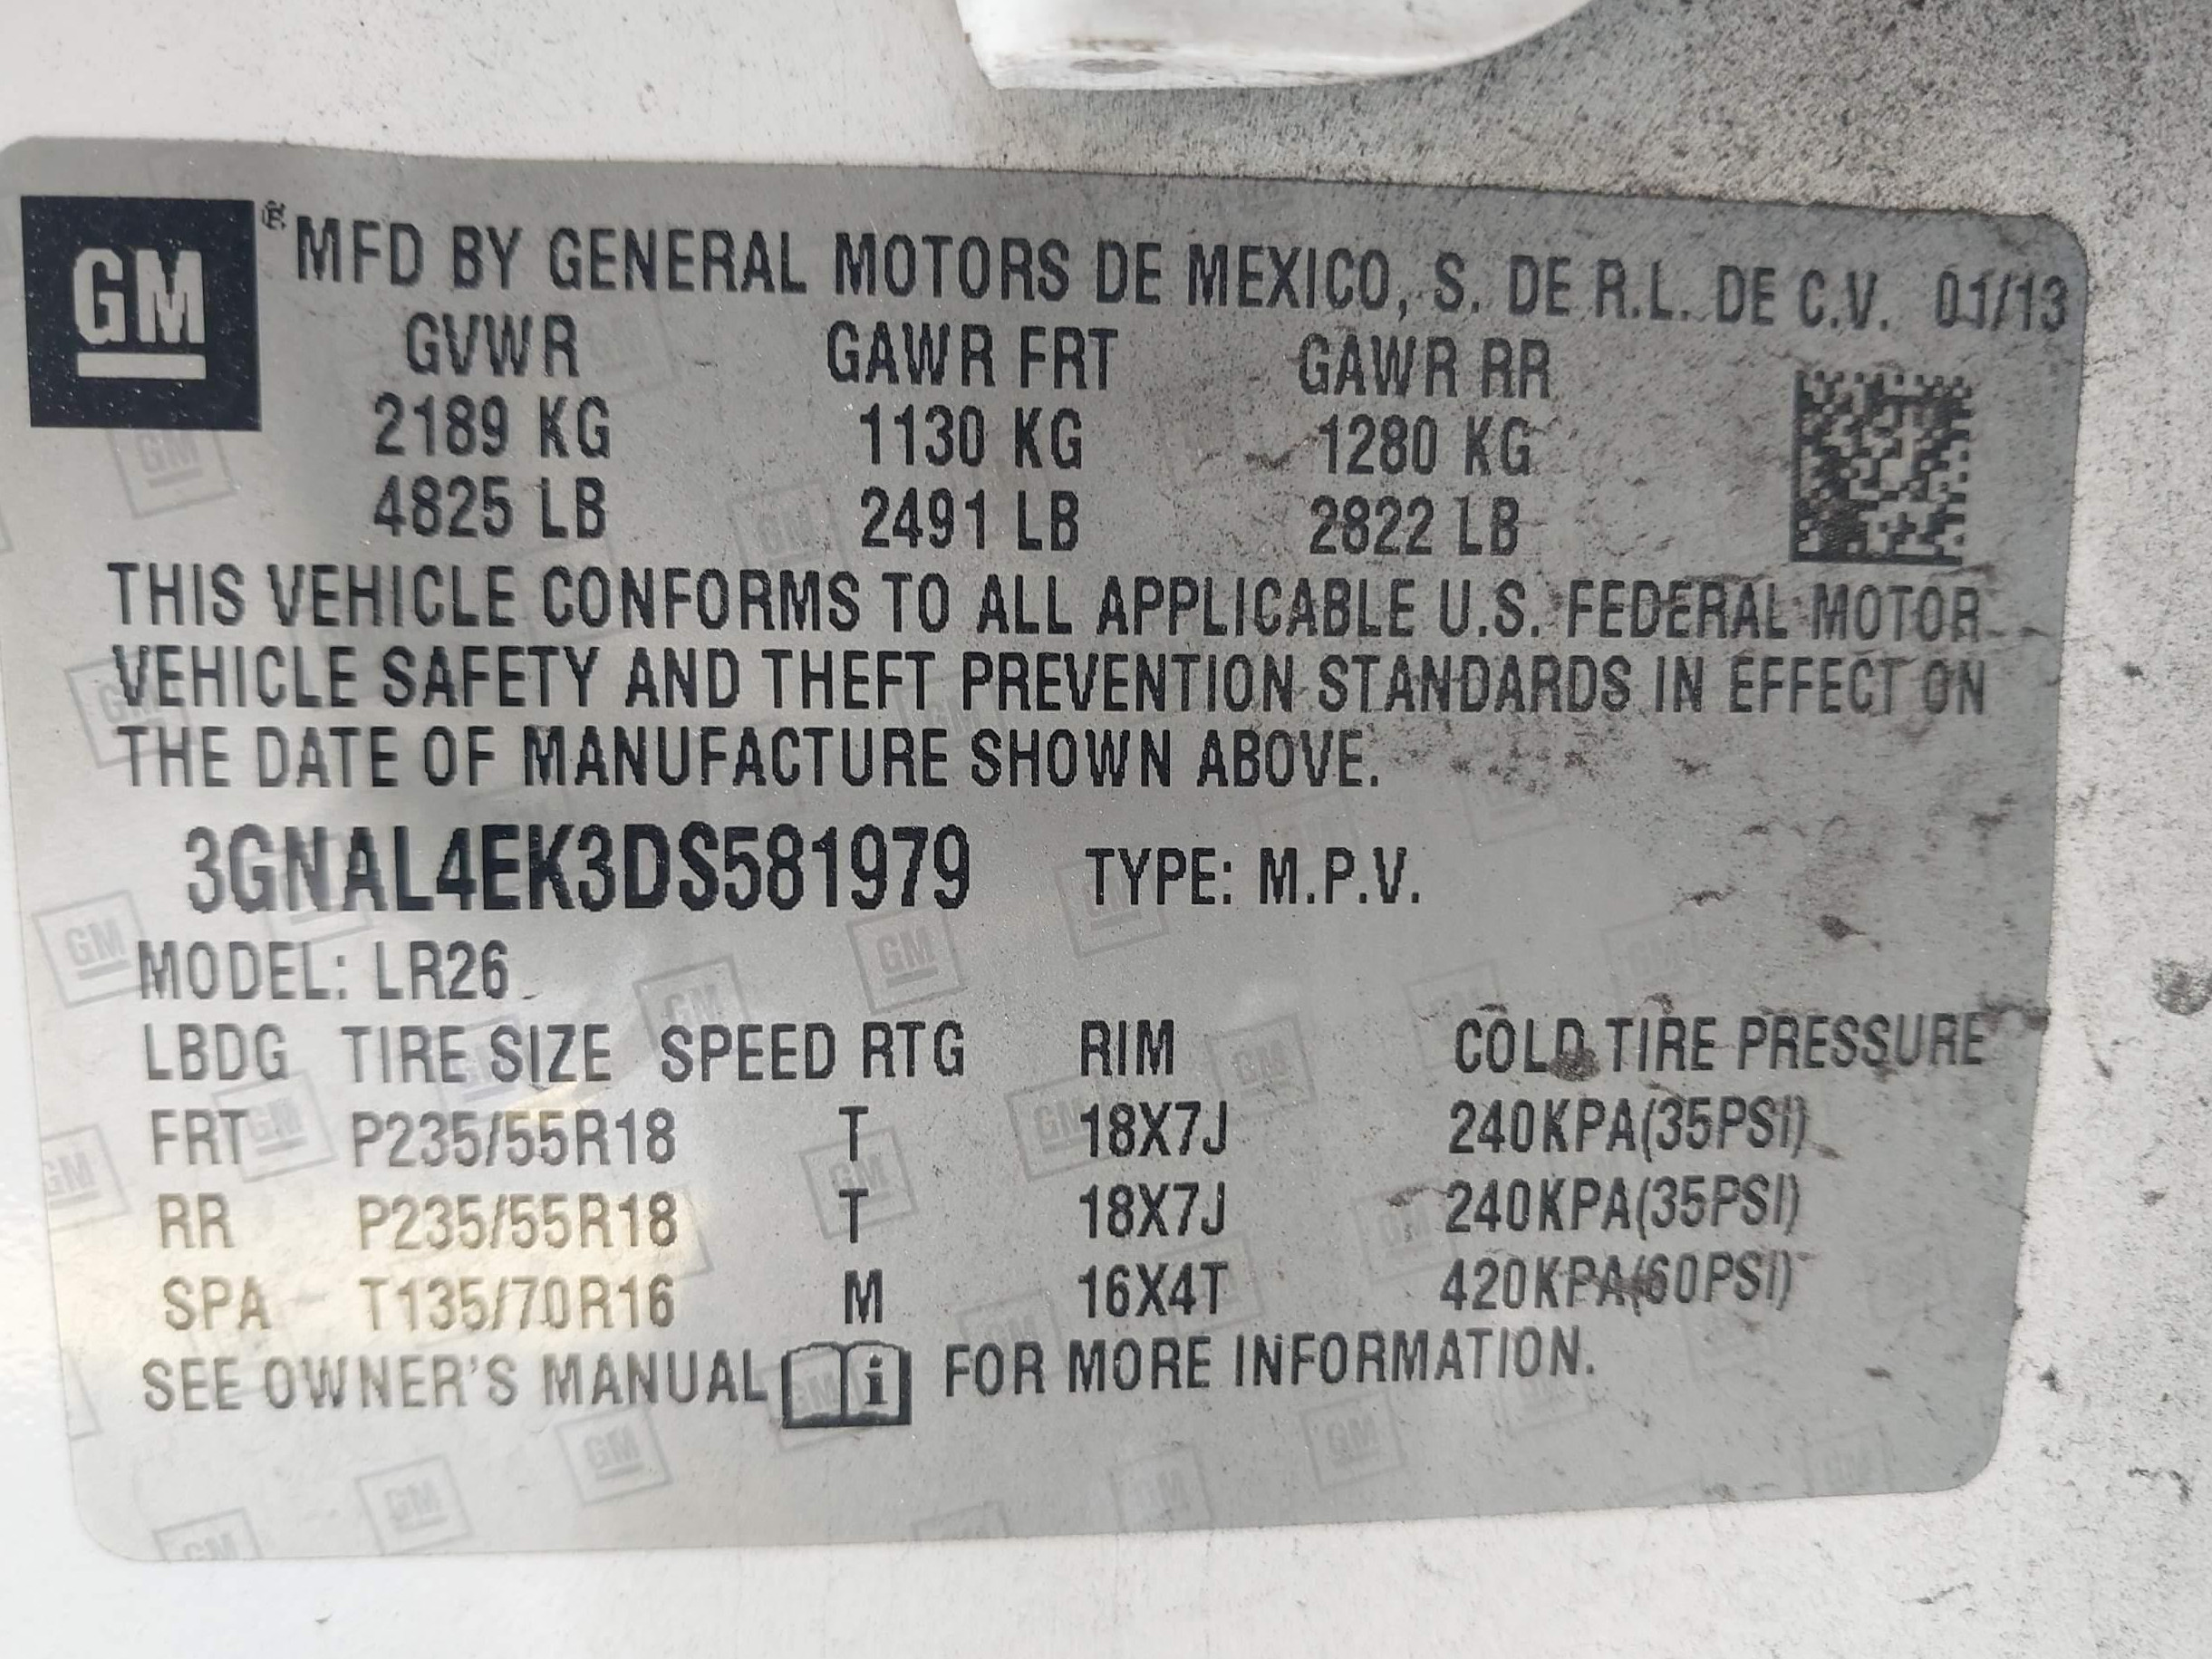 GM ® MFD BY GENERAL MOTORS DE MEXICO, S. DE R.L. DE C.V. 01/13
GVWR GAWR FRT GAWR RR
2189 KG 1130 KG 1280 KG
4825 LB 2491 LB 2822 LB
THIS VEHICLE CONFORMS TO ALL APPLICABLE U.S. FEDERAL MOTOR
VEHICLE SAFETY AND THEFT PREVENTION STANDARDS IN EFFECT ON
THE DATE OF MANUFACTURE SHOWN ABOVE.
3GNAL4EK3DS581979 TYPE: M.P.V.
MODEL: LR26
LBDG TIRE SIZE SPEED RTG RIM COLD TIRE PRESSURE
FRT P235/55R18 T 18X7J 240KPA(35PSI)
RR P235/55R18 T 18X7J 240KPA(35PSI)
SPA T135/70R16 M 16X4T 420KPA(60PSI)
SEE OWNER'S MANUAL i FOR MORE INFORMATION.